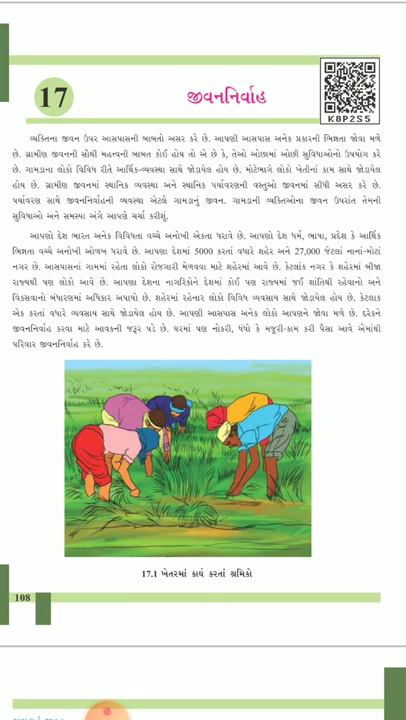 17
જીવનનિર્વાહ
K8P2S5
વ્યક્તિના જીવન ઉપર આસપાસની બાબતો અસર કરે છે. આપણી આસપાસ અનેક પ્રકારની ભિન્નતા જોવા મળે
છે. ગ્રામીણ જીવનની સૌથી મહત્ત્વની બાબત કોઈ હોય તો એ છે કે, તેઓ ઓછામાં ઓછી સુવિધાઓનો ઉપયોગ કરે
છે. ગામડાના લોકો વિવિધ રીતે આર્થિક-વ્યવસ્થા સાથે જોડાયેલ હોય છે. મોટેભાગે લોકો ખેતીનાં કામ સાથે જોડાયેલ
હોય છે. ગ્રામીણ જીવનમાં સ્થાનિક વ્યવસ્થા અને સ્થાનિક પર્યાવરણની વસ્તુઓ જીવનમાં સીધી અસર કરે છે.
પર્યાવરણ સાથે જીવનનિર્વાહની વ્યવસ્થા એટલે ગામડાનું જીવન. ગામડાની વ્યક્તિઓના જીવન ઉપરાંત તેમની
સુવિધાઓ અને સમસ્યા અંગે આપણે ચર્ચા કરીશું.
આપણો દેશ ભારત અનેક વિવિધતા વચ્ચે અનોખી એકતા ધરાવે છે. આપણો દેશ ધર્મ, ભાષા, પ્રદેશ કે આર્થિક
ભિન્નતા વચ્ચે અનોખી ઓળખ ધરાવે છે. આપણા દેશમાં 5000 કરતાં વધારે શહેર અને 27,000 જેટલાં નાનાં-મોટાં
નગર છે. આસપાસનાં ગામમાં રહેતા લોકો રોજગારી મેળવવા માટે શહેરમાં આવે છે. કેટલાંક નગર કે શહેરમાં બીજા
રાજ્યથી પણ લોકો આવે છે. આપણા દેશના નાગરિકોને દેશમાં કોઈ પણ રાજ્યમાં જઈ શાંતિથી રહેવાનો અને
વિકસવાનો બંધારણમાં અધિકાર અપાયો છે. શહેરમાં રહેનાર લોકો વિવિધ વ્યવસાય સાથે જોડાયેલ હોય છે. કેટલાક
એક કરતાં વધારે વ્યવસાય સાથે જોડાયેલ હોય છે. આપણી આસપાસ અનેક લોકો આપણને જોવા મળે છે. દરેકને
જીવનનિર્વાહ કરવા માટે આવકની જરૂર પડે છે. ઘરમાં પણ નોકરી, ધંધો કે મજૂરી-કામ કરી પૈસા આવે એમાંથી
પરિવાર જીવનનિર્વાહ કરે છે.
17.1 ખેતરમાં કાર્ય કરતાં શ્રમિકો
108